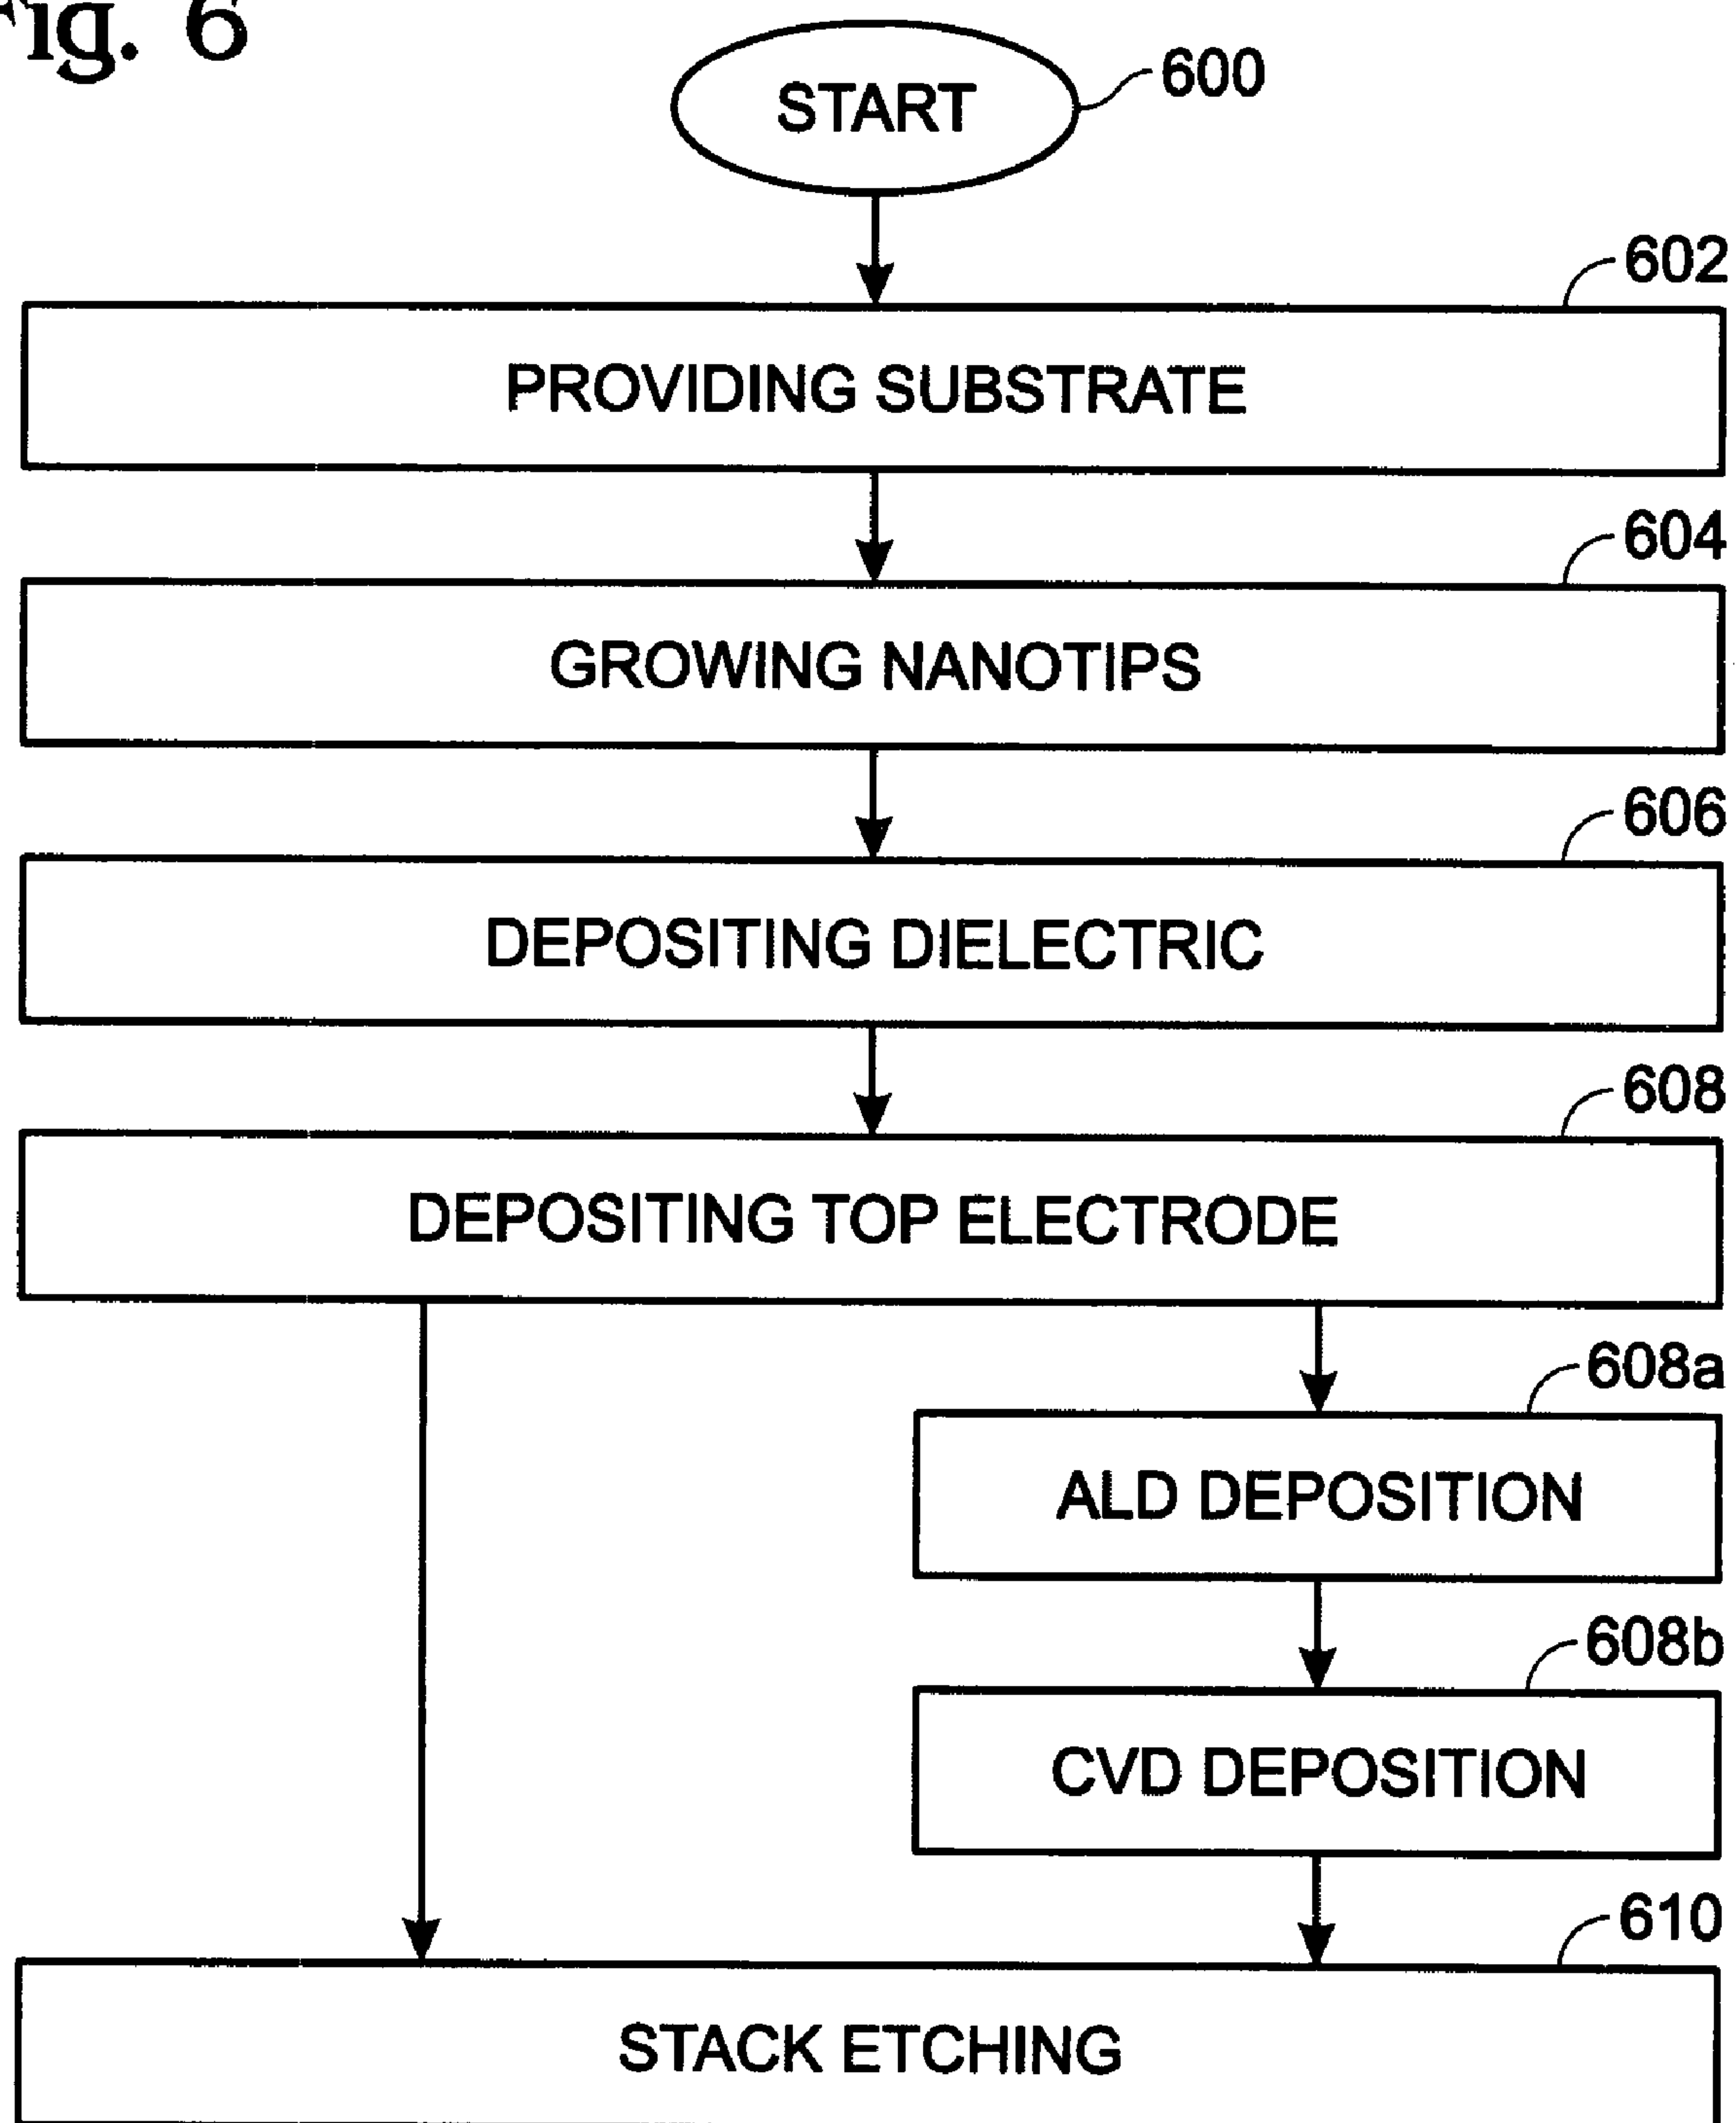 Fig. 6
START
600
602
PROVIDING SUBSTRATE
604
GROWING NANOTIPS
606
DEPOSITING DIELECTRIC
608
DEPOSITING TOP ELECTRODE
608a
ALD DEPOSITION
608b
CVD DEPOSITION
610
STACK ETCHING